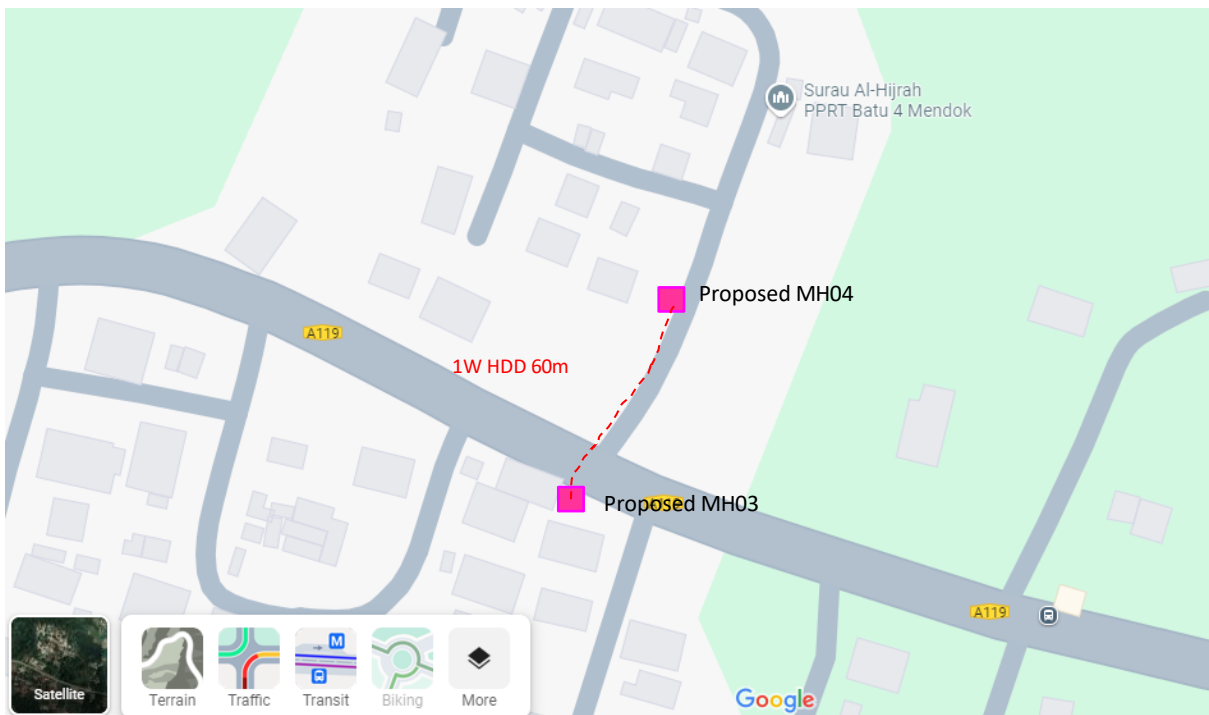 Surau Al-Hijrah
PPRT Batu 4 Mendok
Proposed MH04
A119
1W HDD 60m
Proposed MH03
A119
M
Satellite
Terrain
Traffic
Transit
Biking
More
Google